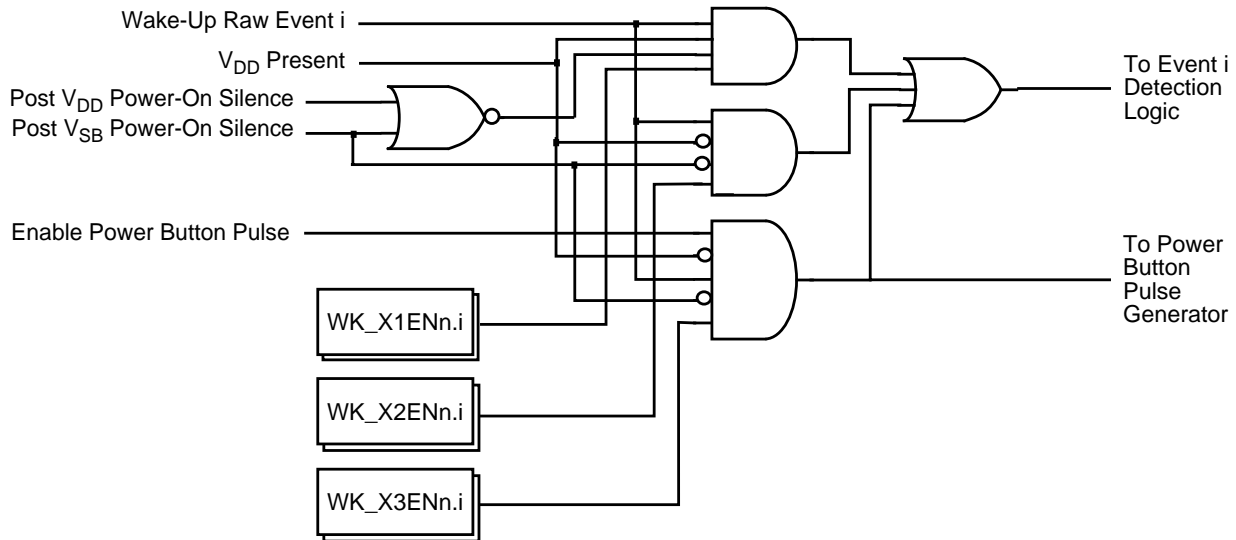 Wake-Up Raw Event i
VDD Present
Post VDD Power-On Silence
Post VSB Power-On Silence
Enable Power Button Pulse
WK_X1ENn.i
WK_X2ENn.i
WK_X3ENn.i
To Event i
Detection
Logic
To Power
Button
Pulse
Generator